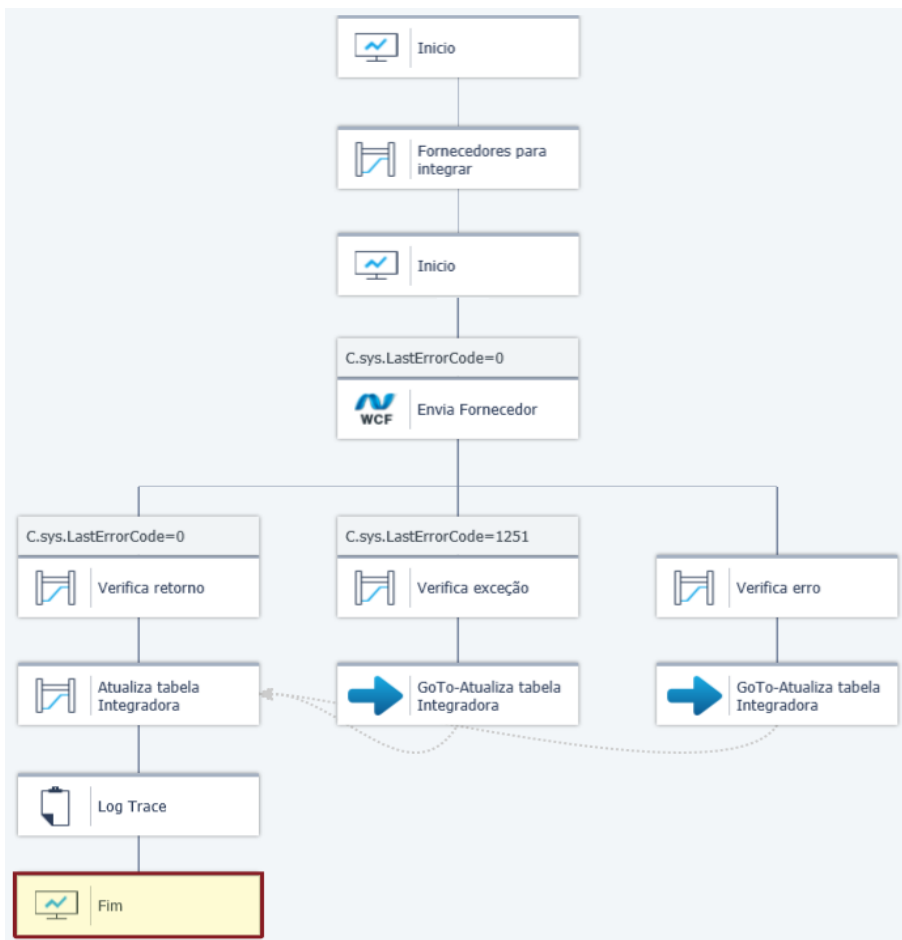 Inicio
Fornecedores para
integrar
Inicio
C.sys.LastErrorCode=0
WCF
Envia Fornecedor
C.sys.LastErrorCode=0
Verifica retorno
C.sys.LastErrorCode=1251
Verifica exceção
Verifica erro
Atualiza tabela
Integradora
GoTo-Atualiza tabela
Integradora
GoTo-Atualiza tabela
Integradora
Log Trace
Fim